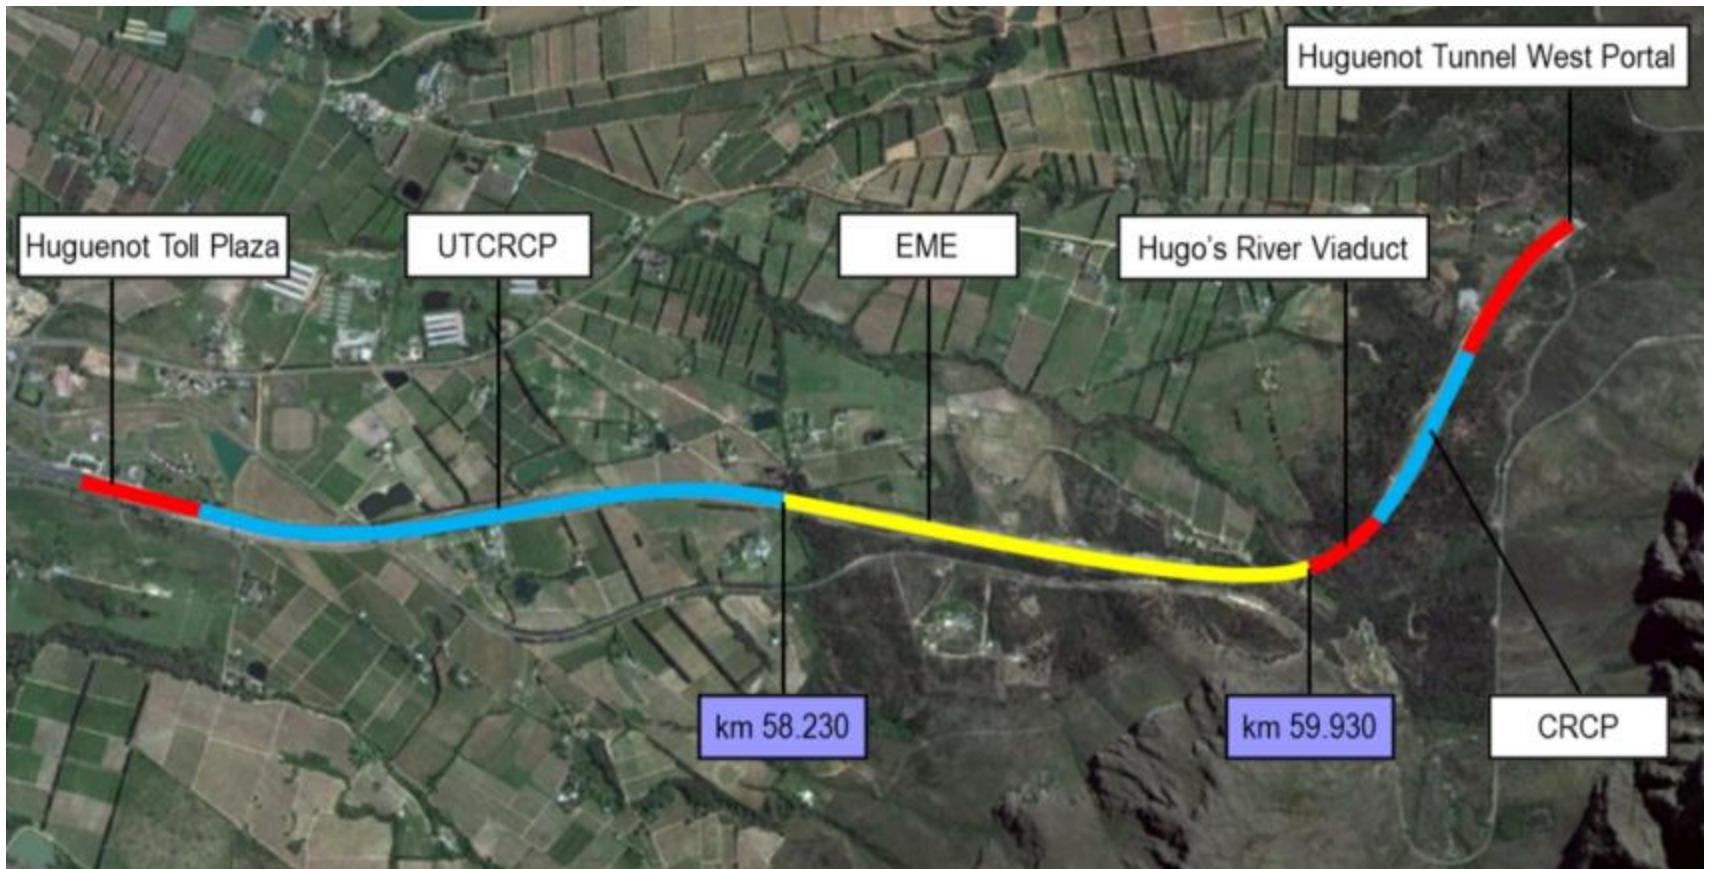 Huguenot Tunnel West Portal
Huguenot Toll Plaza
UTCRCP
EME
Hugo's River Viaduct
km 58.230
km 59.930
CRCP